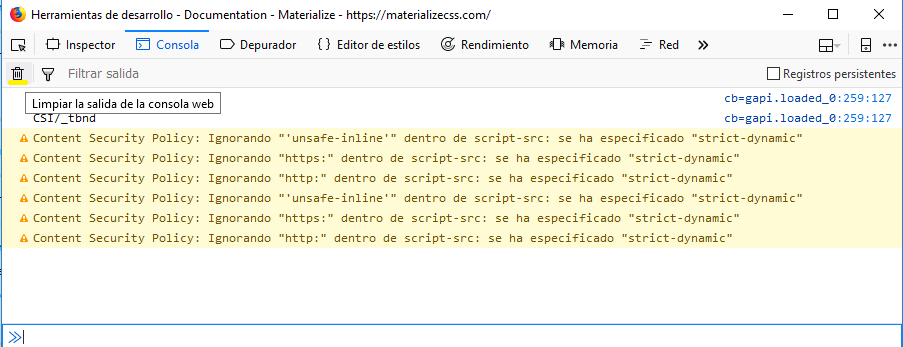 Herramientas de desarrollo - Documentation - Materialize - https://materializecss.com/
Inspector Consola Depurador {} Editor de estilos Rendimiento Memoria Red »
Filtrar salida Registros persistentes
cb=gapi.loaded_0:259:127
Limpiar la salida de la consola web
CSI/_tbnd cb=gapi.loaded_0:259:127
Content Security Policy: Ignorando "'unsafe-inline'" dentro de script-src: se ha especificado "strict-dynamic"
Content Security Policy: Ignorando "https:" dentro de script-src: se ha especificado "strict-dynamic"
Content Security Policy: Ignorando "http:" dentro de script-src: se ha especificado "strict-dynamic"
Content Security Policy: Ignorando "'unsafe-inline'" dentro de script-src: se ha especificado "strict-dynamic"
Content Security Policy: Ignorando "https:" dentro de script-src: se ha especificado "strict-dynamic"
Content Security Policy: Ignorando "http:" dentro de script-src: se ha especificado "strict-dynamic"
»